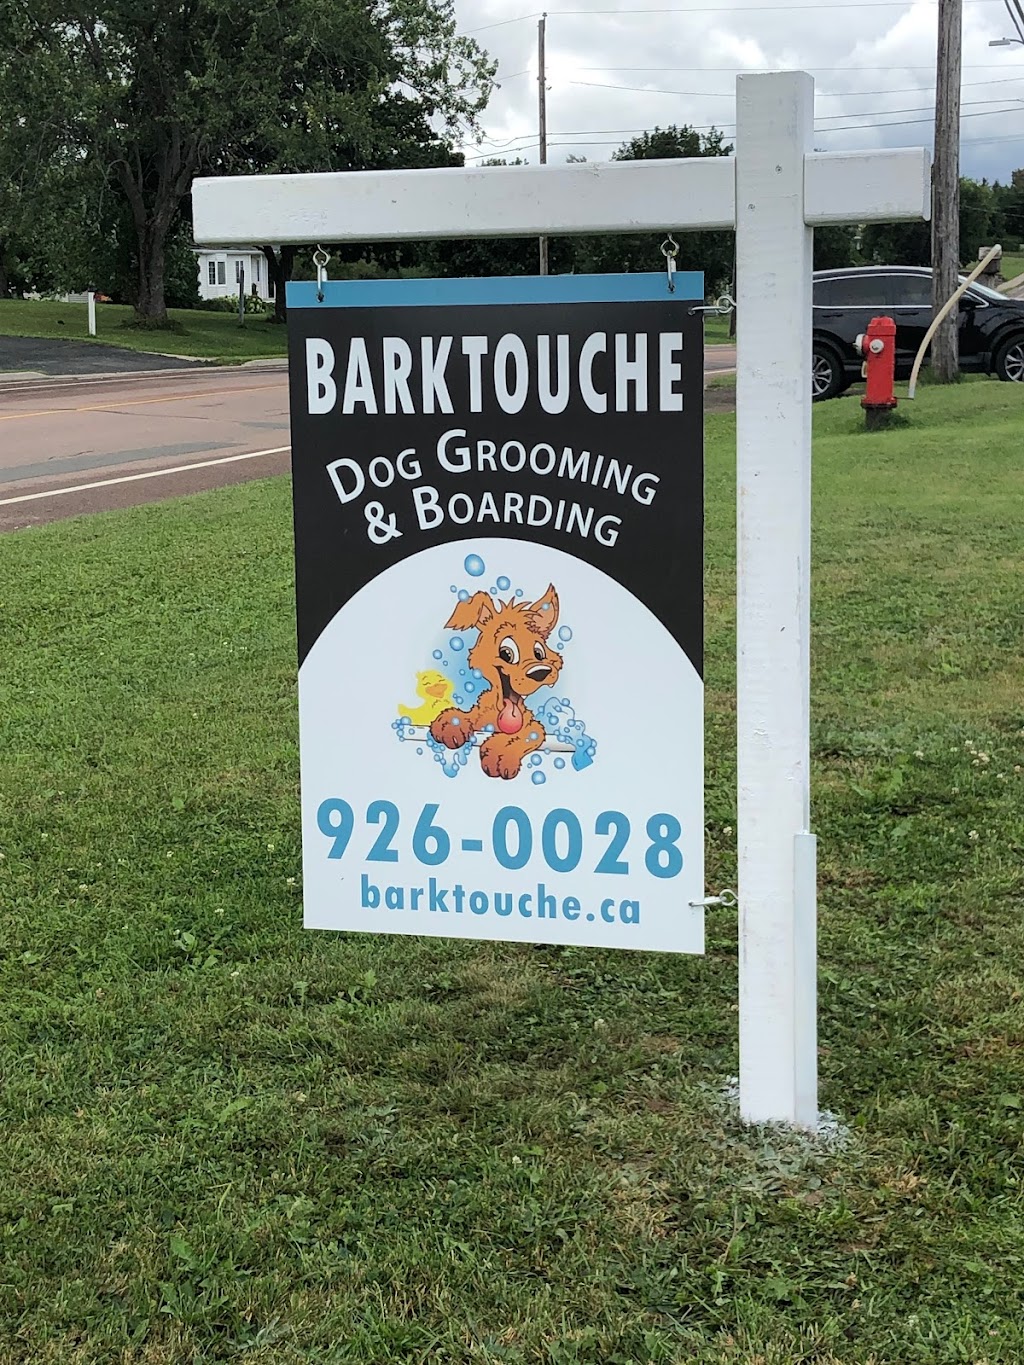 BARKTOUCHE
DOG GROOMING
& BOARDING
926-0028
barktouche.ca